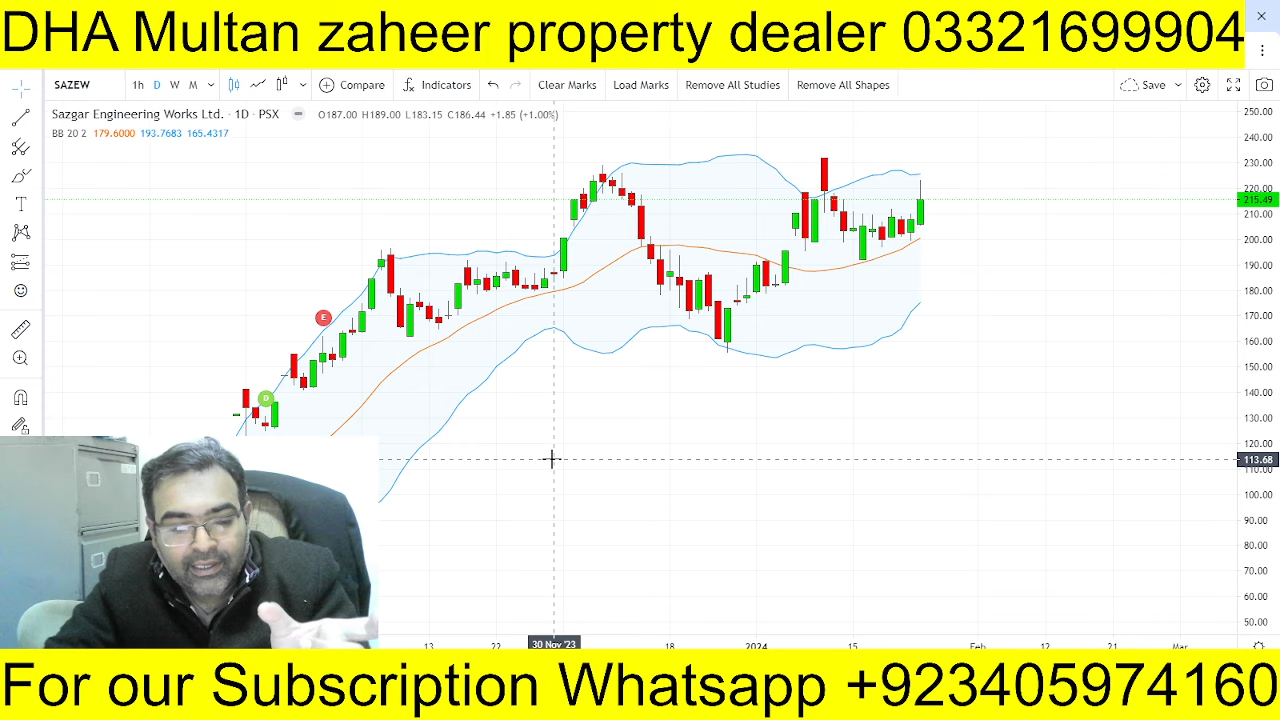 DHA Multan zaheer property dealer 03321699904
SAZEW 1h D W M Compare Indicators Clear Marks Load Marks Remove All Studies Remove All Shapes Save
Sazgar Engineering Works Ltd. · 1D · PSX O187.00 H189.00 L183.15 C186.44 +1.85 (+1.00%)
BB 20 2 179.6000 193.7683 165.4317
250.00
240.00
230.00
220.00
215.49
210.00
200.00
190.00
180.00
170.00
E
160.00
150.00
140.00
D
130.00
120.00
113.68
110.00
100.00
90.00
80.00
70.00
60.00
50.00
13 22 30 Nov '23 18 2024 15 Feb 12 21 Mar
For our Subscription Whatsapp +923405974160